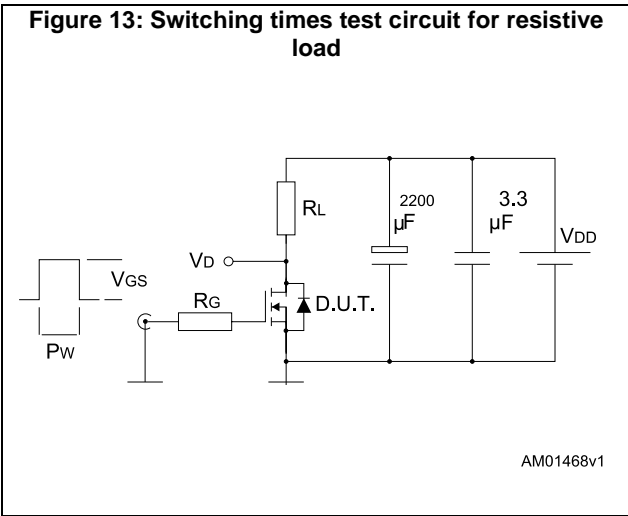 Figure 13: Switching times test circuit for resistive
load
2200
μF
3.3
μF
RL
VDD
VD
VGS
RG
D.U.T.
PW
AM01468v1